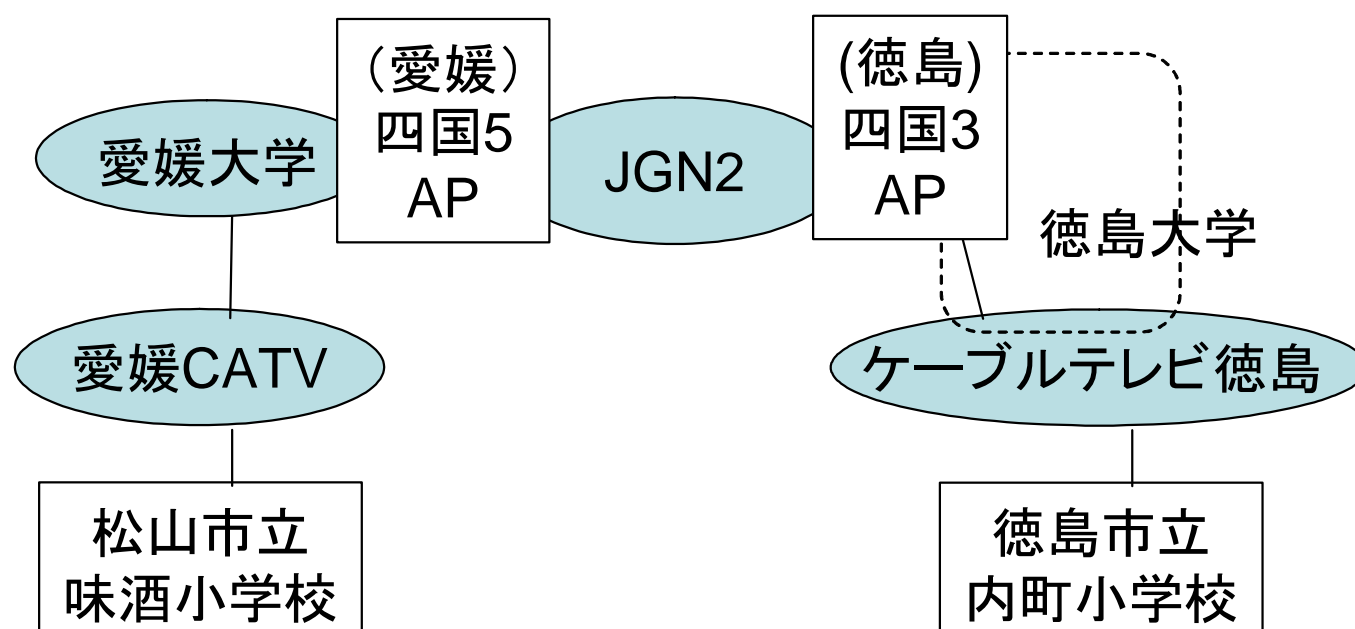 （愛媛）
四国5
AP
(徳島)
四国3
AP
愛媛大学
JGN2
徳島大学
愛媛CATV
ケーブルテレビ徳島
松山市立
味酒小学校
徳島市立
内町小学校